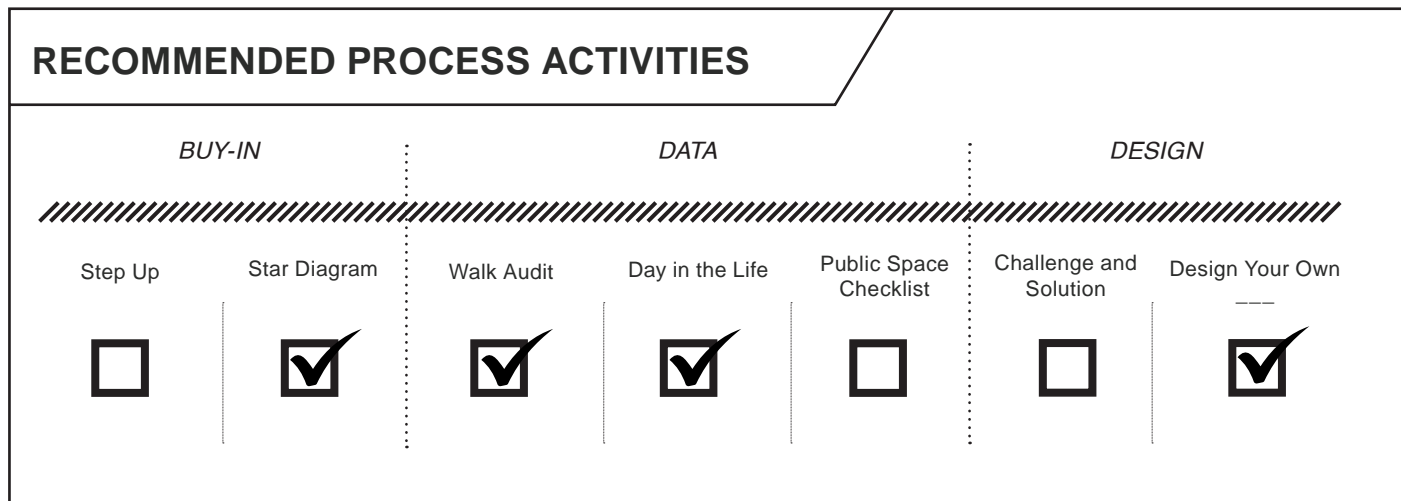 RECOMMENDED PROCESS ACTIVITIES
BUY-IN
DATA
DESIGN
Step Up
Star Diagram
Walk Audit
Day in the Life
Public Space
Checklist
Challenge and
Solution
Design Your Own
___